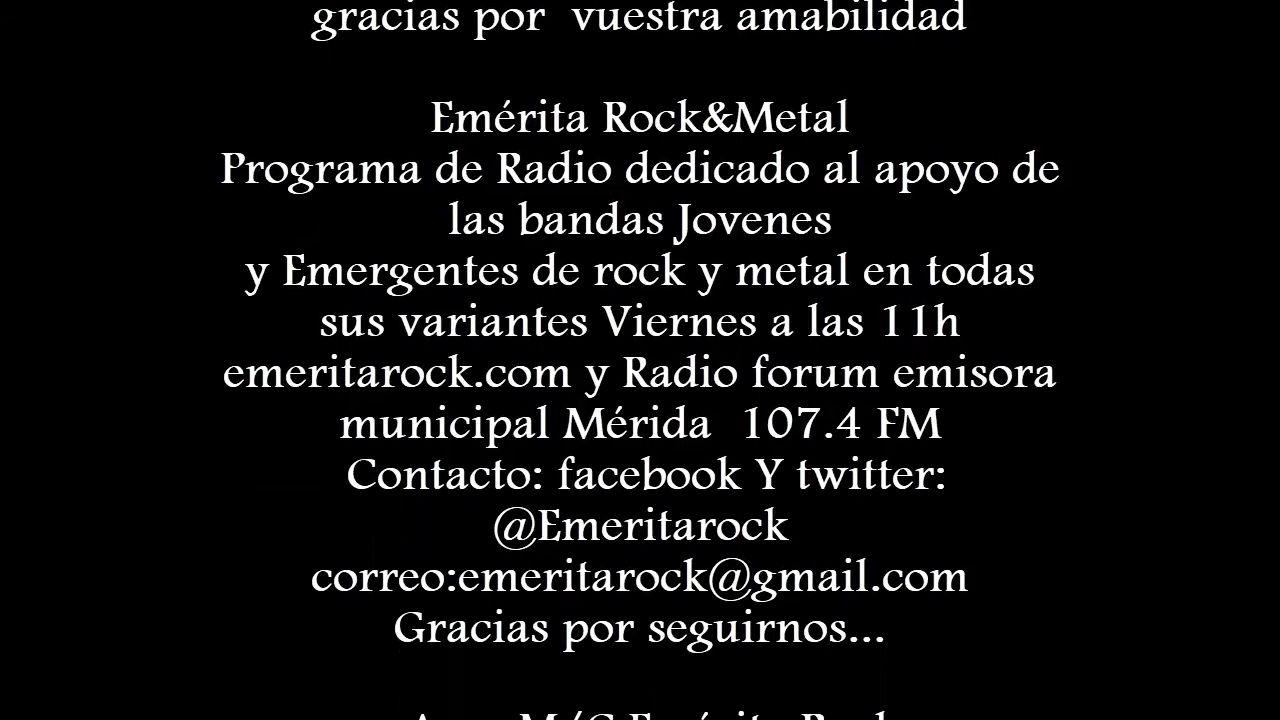 gracias por  vuestra amabilidad
Emérita Rock&Metal
Programa de Radio dedicado al apoyo de
las bandas Jovenes
y Emergentes de rock y metal en todas
sus variantes Viernes a las 11h
emeritarock.com y Radio forum emisora
municipal Mérida  107.4 FM
Contacto: facebook Y twitter:
@Emeritarock
correo:emeritarock@gmail.com
Gracias por seguirnos...